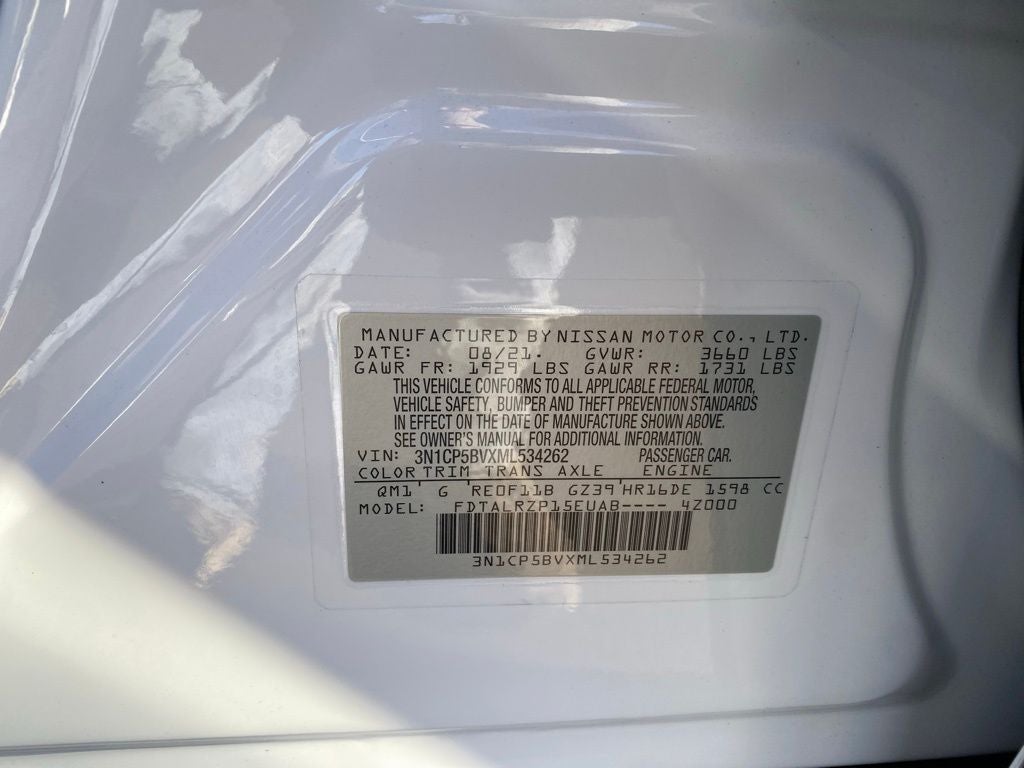 MANUFACTURED BY NISSAN MOTOR CO., LTD.
DATE: 08/21. GVWR: 3660 LBS
GAWR FR: 1929 LBS GAWR RR: 1731 LBS
THIS VEHICLE CONFORMS TO ALL APPLICABLE FEDERAL MOTOR,
VEHICLE SAFETY, BUMPER AND THEFT PREVENTION STANDARDS
IN EFFECT ON THE DATE OF MANUFACTURE SHOWN ABOVE.
SEE OWNER'S MANUAL FOR ADDITIONAL INFORMATION.
VIN: 3N1CP5BVXML534262 PASSENGER CAR.
COLOR TRIM TRANS AXLE ENGINE
QM1 G RE0F11B GZ39 HR16DE 1598 CC
MODEL: FDTALRZP15EUAB---- 4Z000
3N1CP5BVXML534262